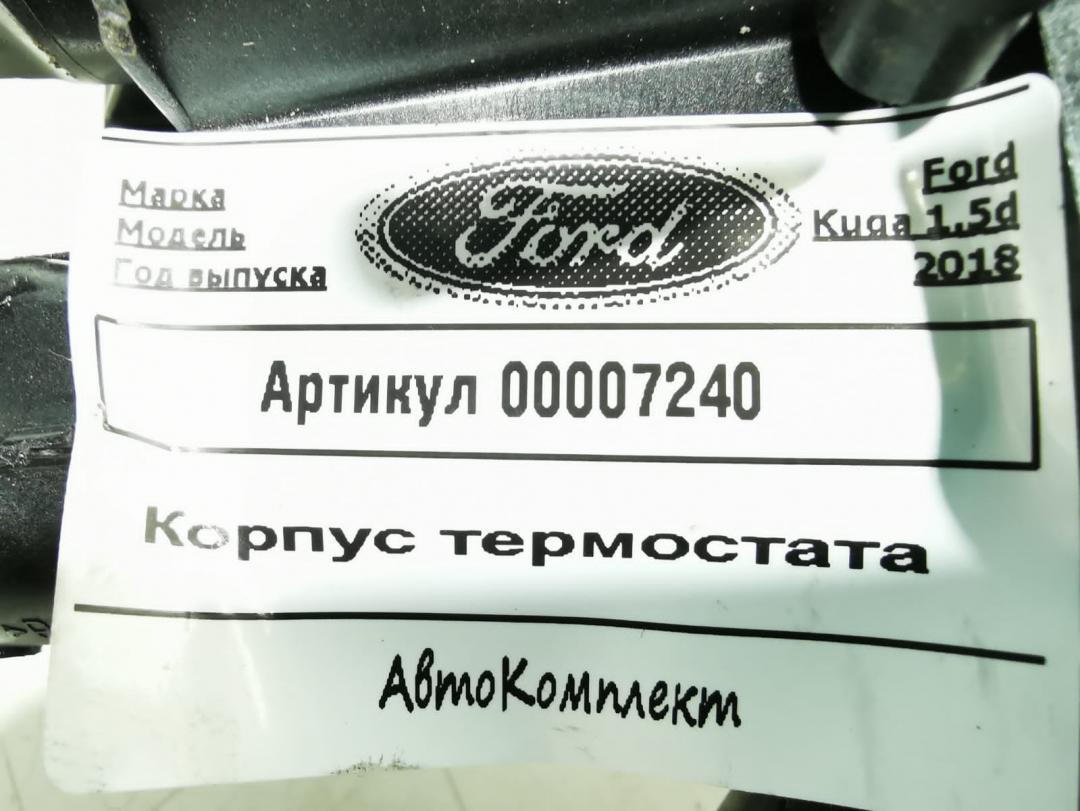 Марка Ford Ford
Модель Kuga 1.5d
Год выпуска 2018
Артикул 00007240
Корпус термостата
АвтоКомплект